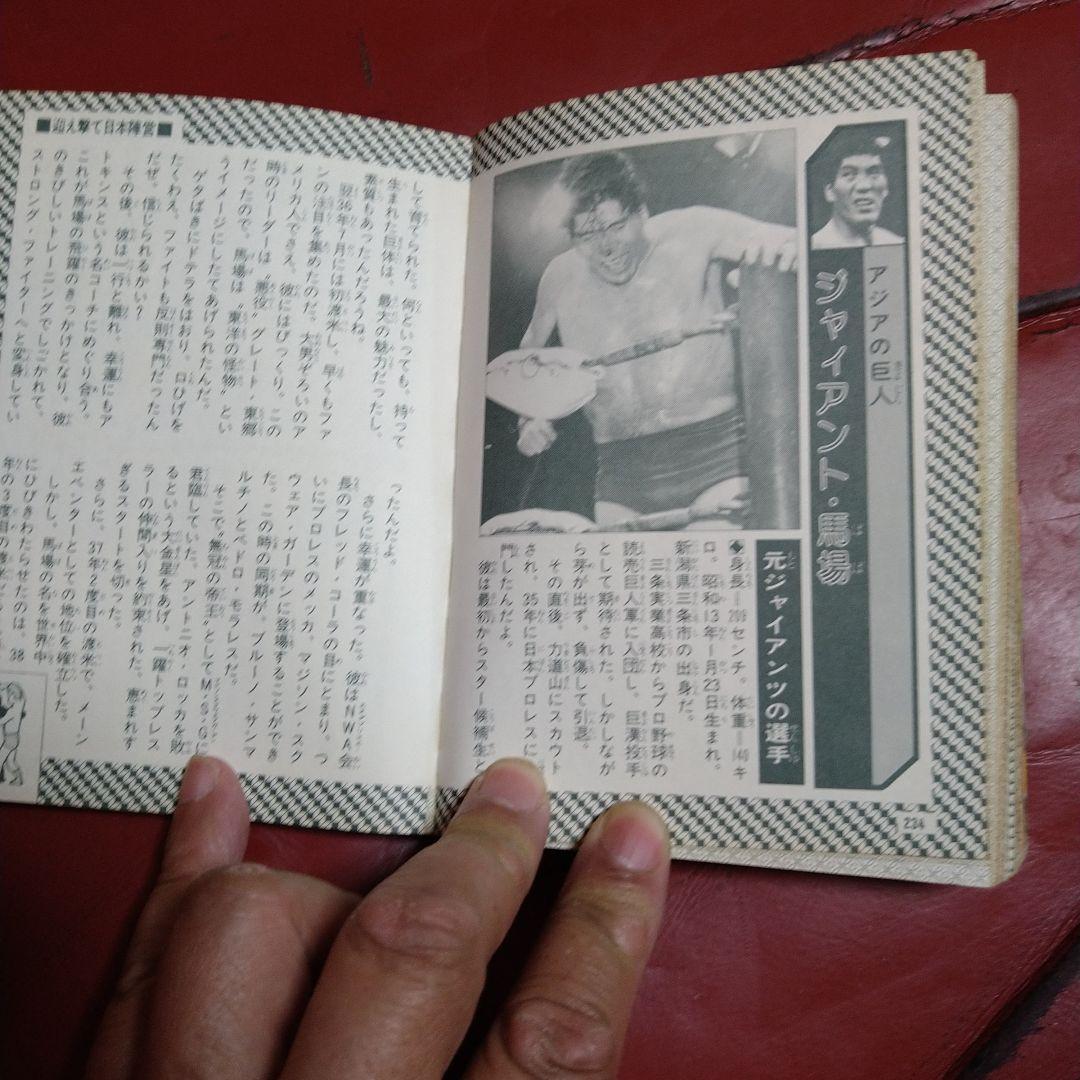 アジアの巨人
ジャイアント・馬場
元ジャイアンツの選手
◆身長―209センチ。体重―140キ
ロ。昭和13年1月23日生まれ。
新潟県三条市の出身だ。
三条実業高校からプロ野球の
読売巨人軍に入団し、巨漢投手
として期待された。しかしなが
ら芽が出ず、負傷して引退。
その直後、力道山にスカウト
され、35年に日本プロレスに入
門したんだよ。
彼は最初からスター候補生と
234
■迎え撃て日本陣営■
して育てられた。何といっても、持って
生まれた巨体は、最大の魅力だったし、
素質もあったんだろうね。
翌36年7月には初渡米し、早くもファ
ンの注目を集めたのだ。大男ぞろいのア
メリカ人でさえ、彼にはびっくり。この
時のリーダーは〝悪役〟グレート・東郷
だったので、馬場は〝東洋の怪物〟とい
うイメージにしたてあげられたんだ。
ゲタばきにドテラをはおり、口ひげを
たくわえ、ファイトも反則専門だったん
だぜ。信じられるかい?
その後、彼は一行と離れ、幸運にもア
トキンスという名コーチにめぐり合う。
これが馬場の飛躍のきっかけとなり、彼
のきびしいトレーニングでしごかれて、
ストロング・ファイターへと変身してい
ったんだよ。
さらに幸運が重なった。彼はNWA会
長のフレッド・コーラの目にとまり、つ
いにプロレスのメッカ、マジソン・スク
ウェア・ガーデンに登場することができ
た。この時の同期が、ブルーノ・サンマ
ルチノとペドロ・モラレスだ。
そこで〝無冠の帝王〟としてM・S・Gに
君臨していた、アントニオ・ロッカを敗
るという大金星をあげ、一躍トップレス
ラーの仲間入りを約束された。恵まれす
ぎるスタートを切った。
さらに、37年2度目の渡米で、メーン
エベンターとしての地位を確立した。
しかし、馬場の名を世界中
にひびきわたらせたのは、38
年の3度目の